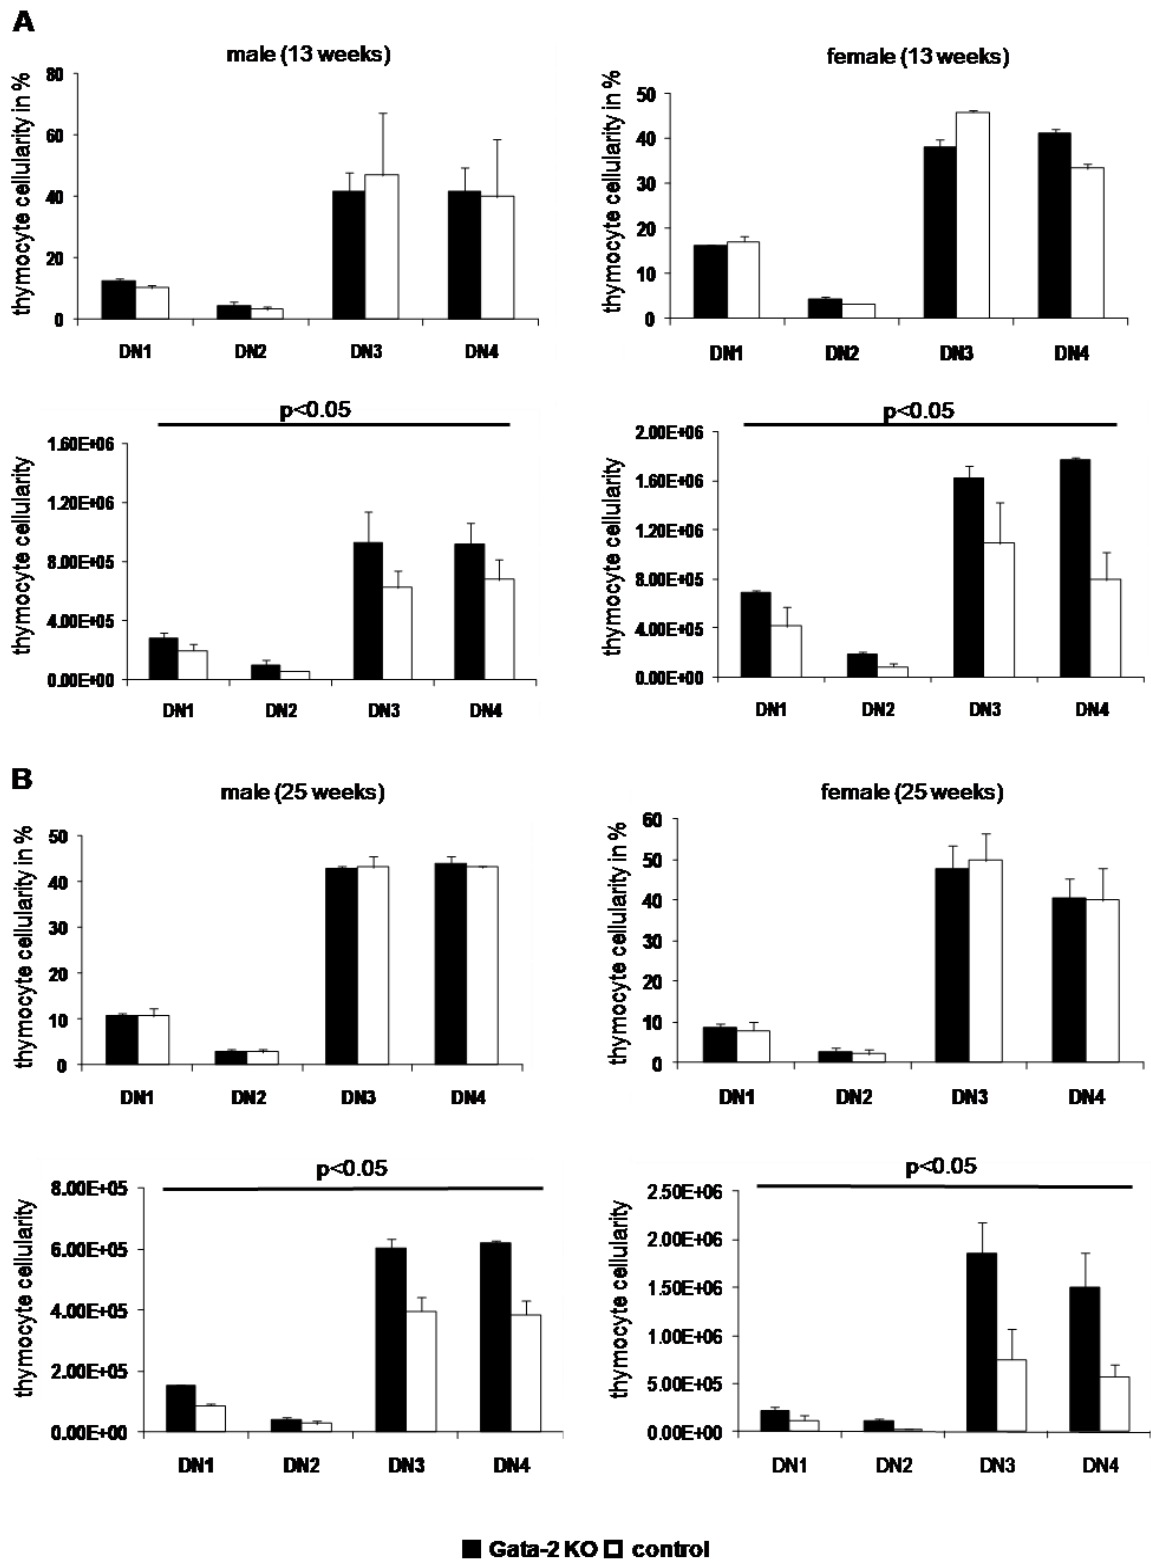 A
male (13 weeks)
thymocyte cellularity in %
80
60
40
20
0
DN1 DN2 DN3 DN4
female (13 weeks)
thymocyte cellularity in %
50
40
30
20
10
0
DN1 DN2 DN3 DN4
p<0.05
thymocyte cellularity
1.60E+06
1.20E+06
8.00E+05
4.00E+05
0.00E+00
DN1 DN2 DN3 DN4
p<0.05
thymocyte cellularity
2.00E+06
1.60E+06
1.20E+06
8.00E+05
4.00E+05
0.00E+00
DN1 DN2 DN3 DN4
B
male (25 weeks)
thymocyte cellularity in %
50
40
30
20
10
0
DN1 DN2 DN3 DN4
female (25 weeks)
thymocyte cellularity in %
60
50
40
30
20
10
0
DN1 DN2 DN3 DN4
p<0.05
thymocyte cellularity
8.00E+05
6.00E+05
4.00E+05
2.00E+05
0.00E+00
DN1 DN2 DN3 DN4
p<0.05
thymocyte cellularity
2.50E+06
2.00E+06
1.50E+06
1.00E+06
5.00E+05
0.00E+00
DN1 DN2 DN3 DN4
Gata-2 KO control